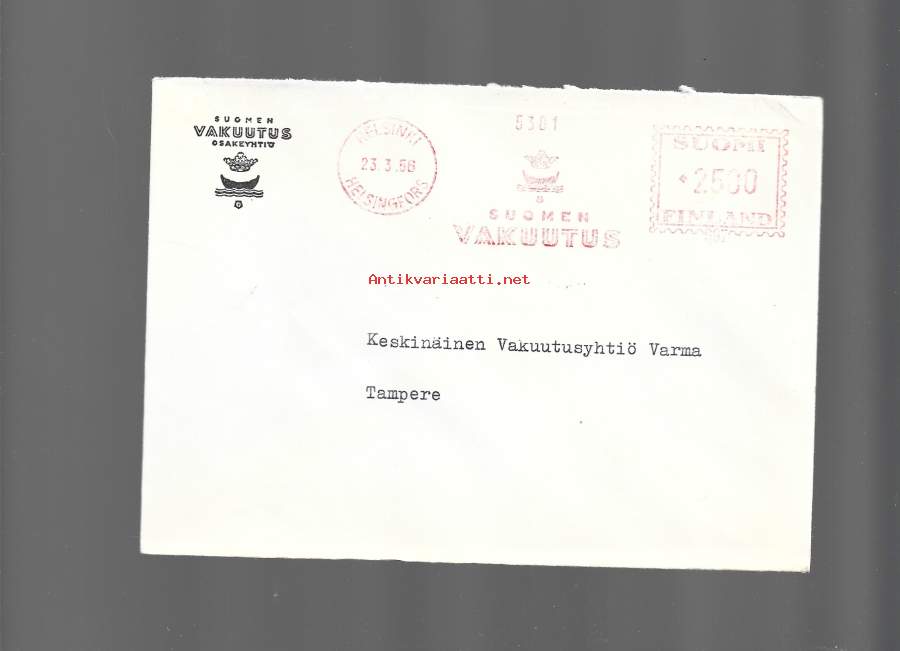 SUOMEN
VAKUUTUS
OSAKEYHTIÖ
HELSINKI
23.3.56
HELSINGFORS
5301
SUOMEN
VAKUUTUS
SUOMI
2500
FINLAND
Antikvariaatti.net
Keskinäinen Vakuutusyhtiö Varma
Tampere